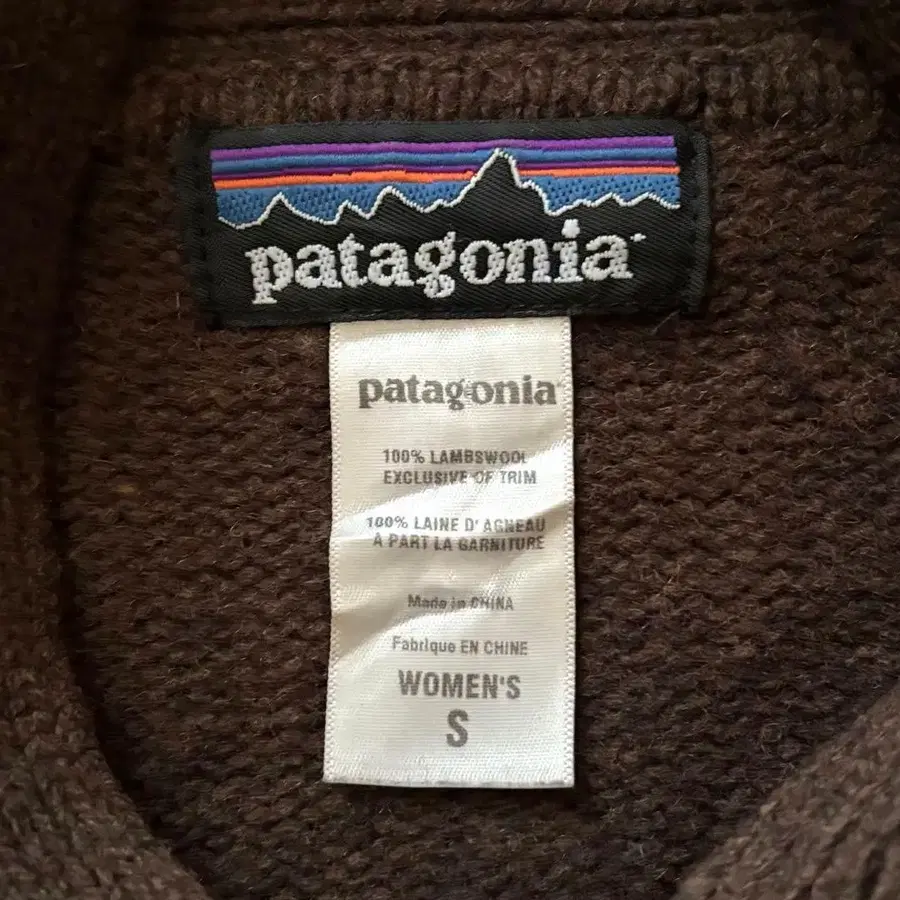 patagonia
patagonia
100% LAMBSWOOL
EXCLUSIVE OF TRIM
100% LAINE D'AGNEAU
A PART LA GARNITURE
Made in CHINA
Fabrique EN CHINE
WOMEN'S
S